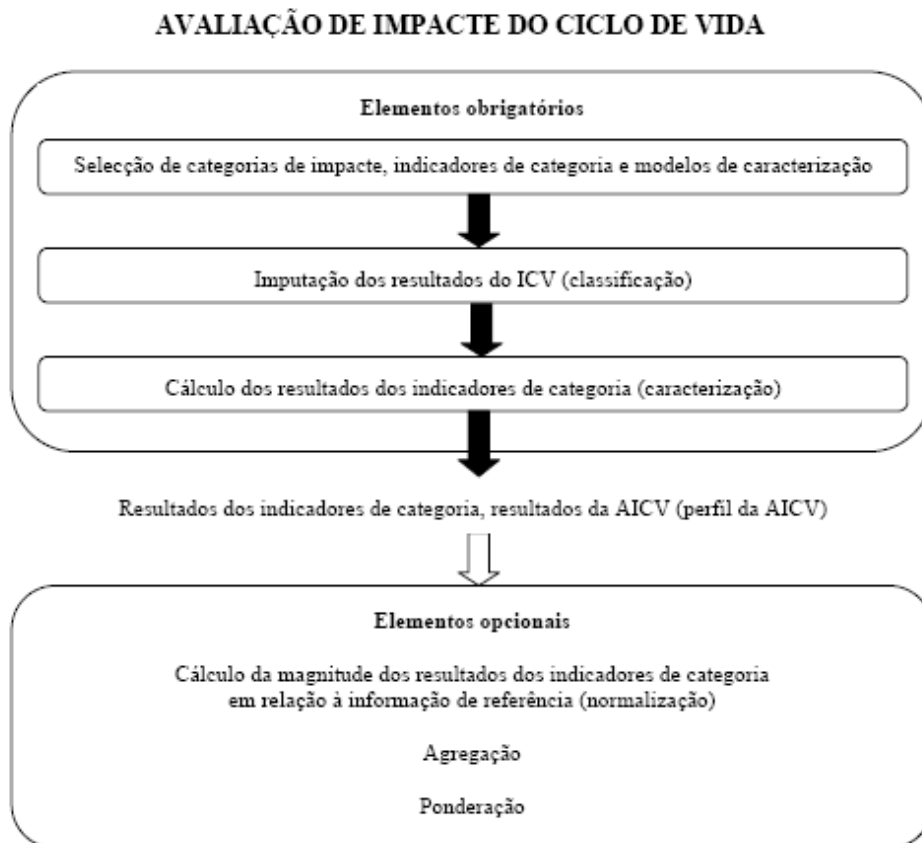 AVALIAÇÃO DE IMPACTE DO CICLO DE VIDA
Elementos obrigatórios
Selecção de categorias de impacte, indicadores de categoria e modelos de caracterização
Imputação dos resultados do ICV (classificação)
Cálculo dos resultados dos indicadores de categoria (caracterização)
Resultados dos indicadores de categoria, resultados da AICV (perfil da AICV)
Elementos opcionais
Cálculo da magnitude dos resultados dos indicadores de categoria
em relação à informação de referência (normalização)
Agregação
Ponderação